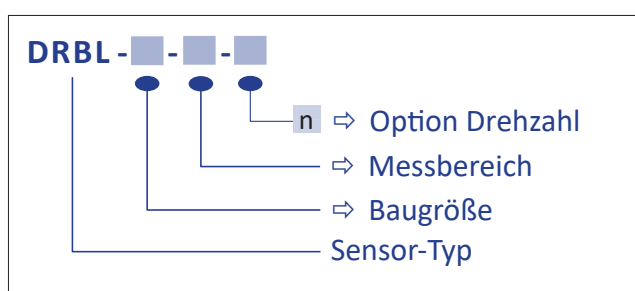 DRBL - - -
n ⇨ Option Drehzahl
⇨ Messbereich
⇨ Baugröße
Sensor-Typ